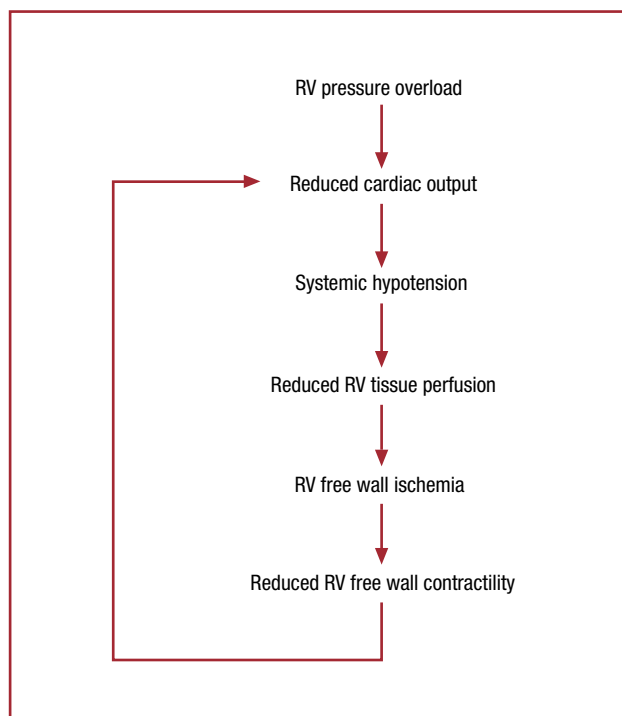 RV pressure overload
Reduced cardiac output
Systemic hypotension
Reduced RV tissue perfusion
RV free wall ischemia
Reduced RV free wall contractility